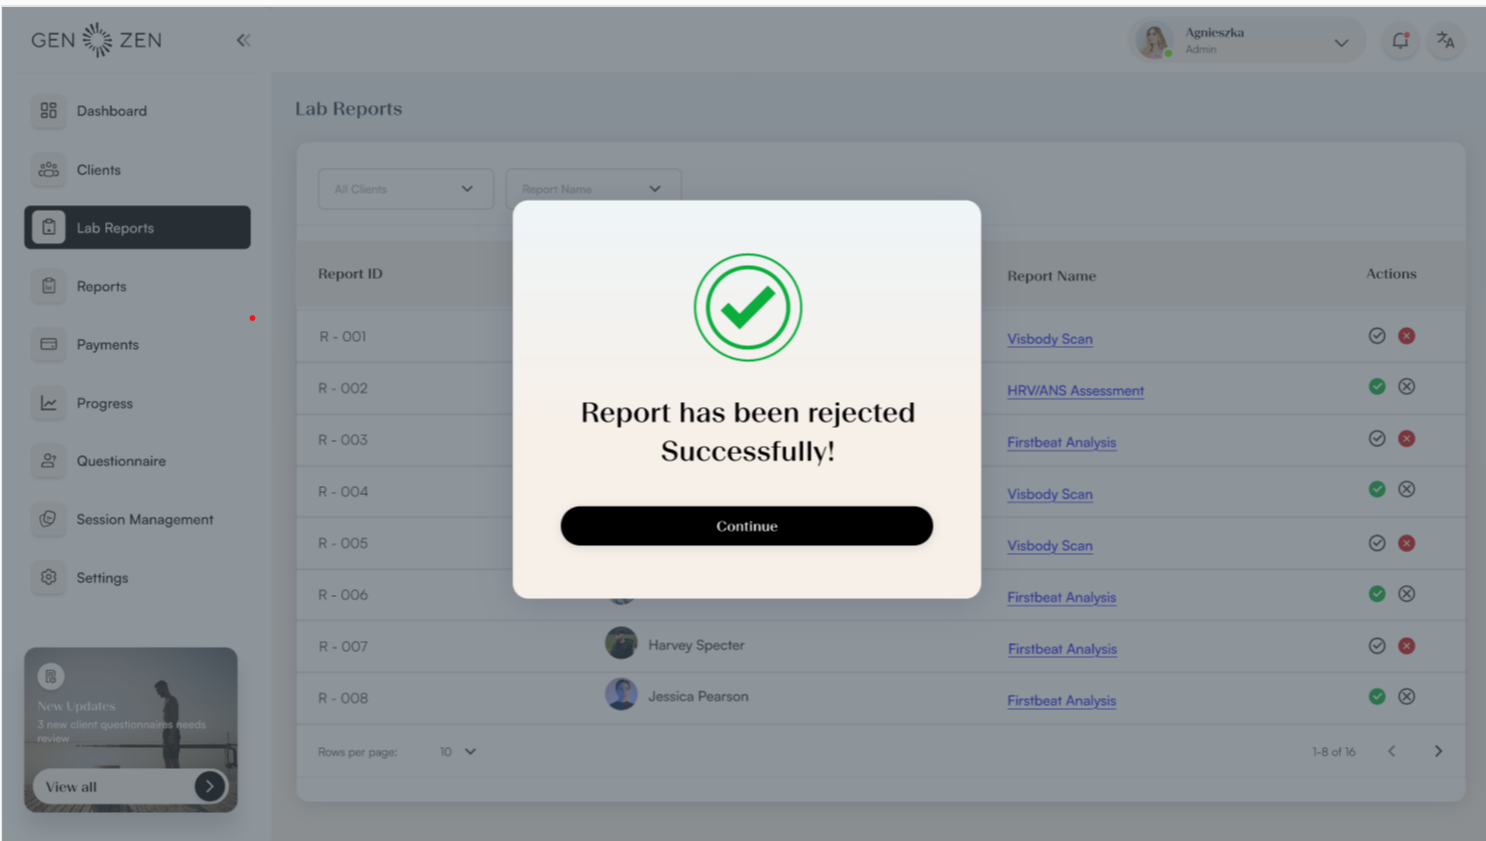 GEN ZEN
Agnieszka
Admin
Dashboard
Clients
Lab Reports
Reports
Payments
Progress
Questionnaire
Session Management
Settings
New Updates
3 new client questionnaires needs
review
View all
Lab Reports
All Clients
Report Name
Report ID
Report Name
Actions
R - 001
Visbody Scan
R - 002
HRV/ANS Assessment
R - 003
Firstbeat Analysis
R - 004
Visbody Scan
R - 005
Visbody Scan
R - 006
Firstbeat Analysis
R - 007
Harvey Specter
Firstbeat Analysis
R - 008
Jessica Pearson
Firstbeat Analysis
Rows per page:
10
1-8 of 16
Report has been rejected
Successfully!
Continue